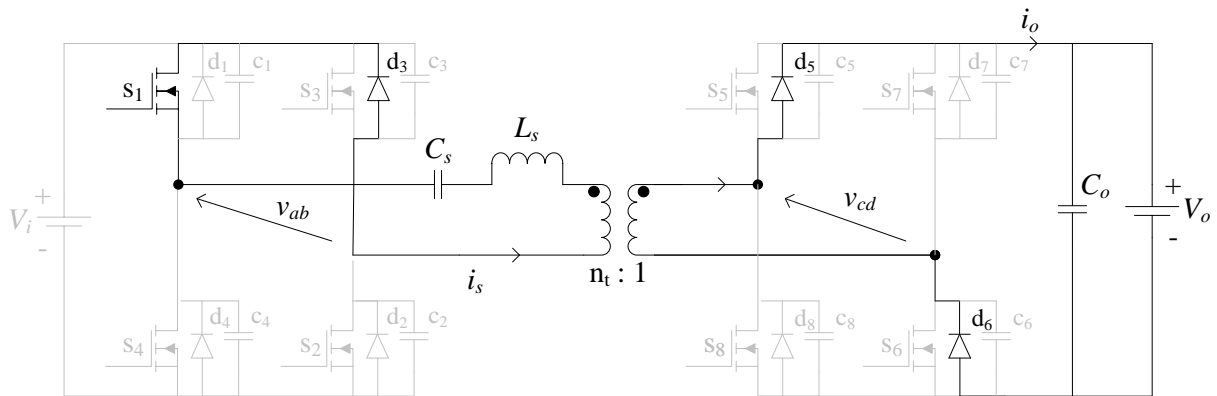 i_o
d_1
c_1
d_3
c_3
d_5
c_5
d_7
c_7
s_1
s_3
s_5
s_7
L_s
C_s
+
V_i
-
v_ab
v_cd
C_o
+
V_o
-
i_s
n_t : 1
d_4
c_4
d_2
c_2
d_8
c_8
d_6
c_6
s_4
s_2
s_8
s_6